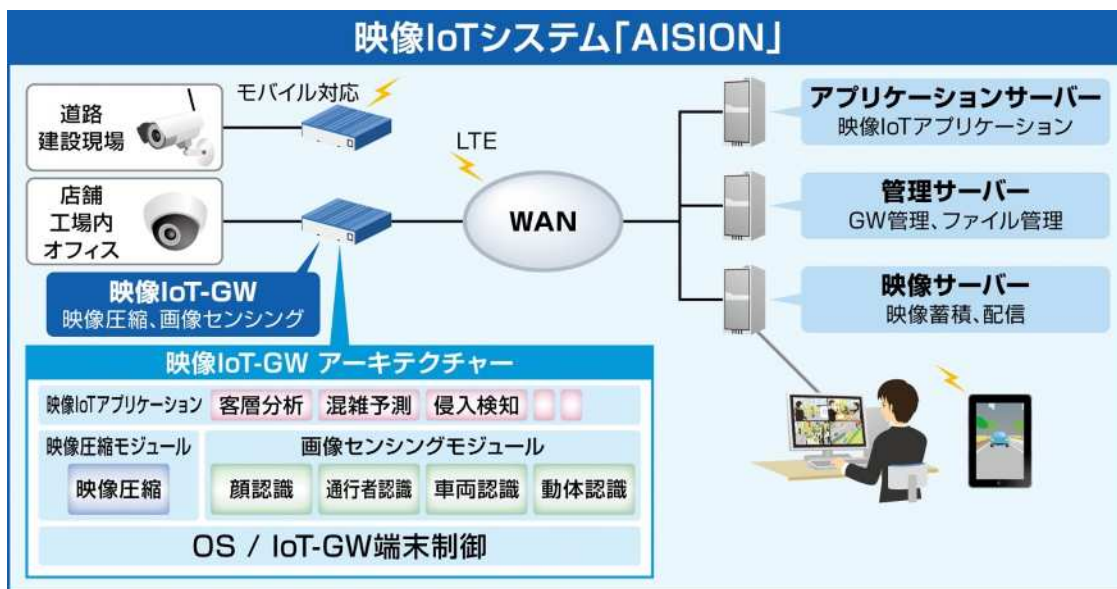 映像IoTシステム「AISION」
道路
建設現場
モバイル対応
店舗
工場内
オフィス
LTE
WAN
アプリケーションサーバー
映像IoTアプリケーション
管理サーバー
GW管理、ファイル管理
映像サーバー
映像蓄積、配信
映像IoT-GW
映像圧縮、画像センシング
映像IoT-GW アーキテクチャー
映像IoTアプリケーション
客層分析
混雑予測
侵入検知
映像圧縮モジュール
映像圧縮
画像センシングモジュール
顔認識
通行者認識
車両認識
動体認識
OS / IoT-GW端末制御